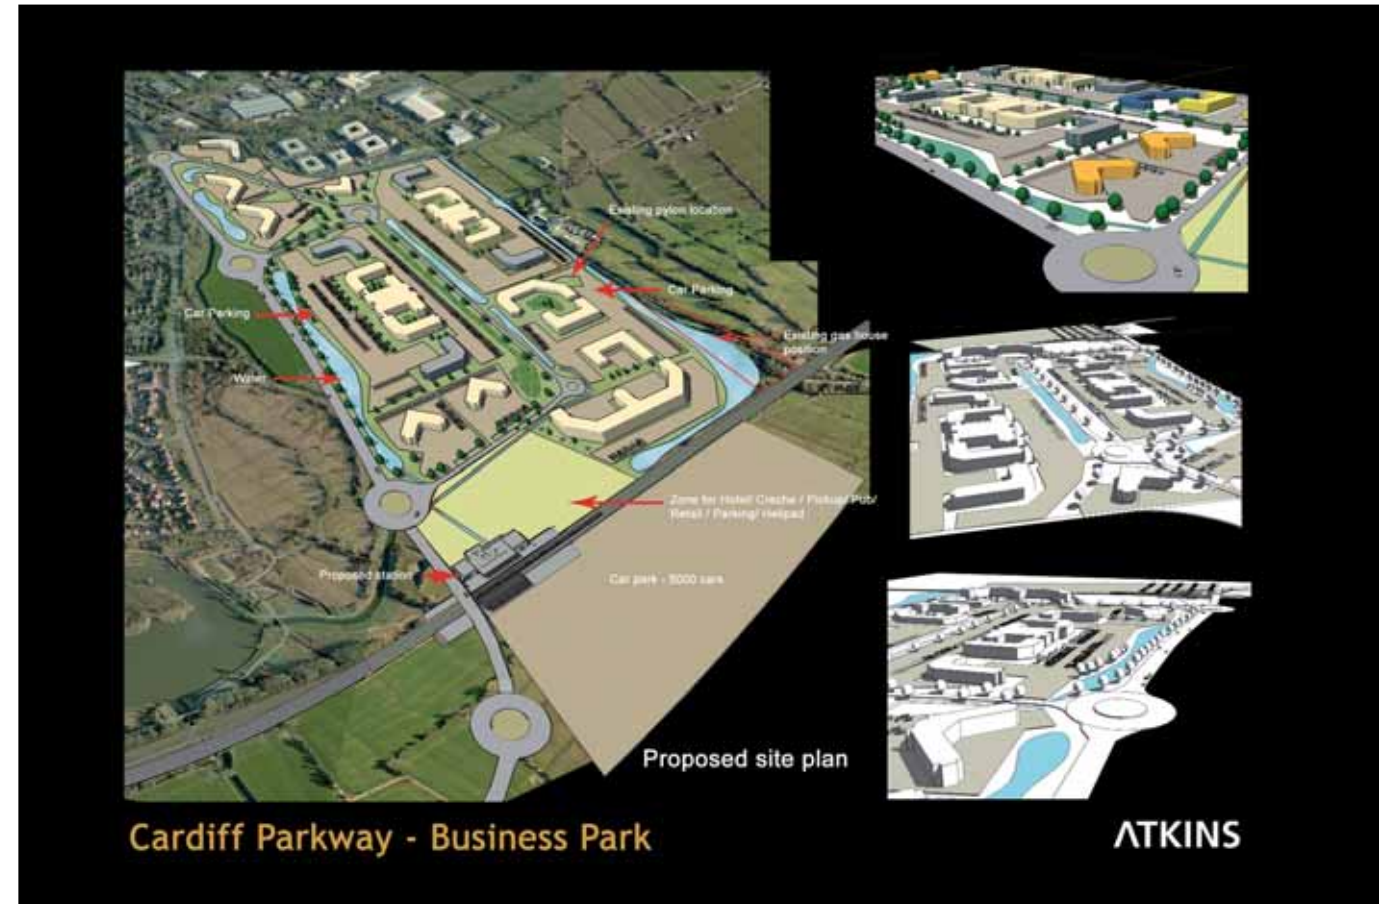 Existing pylon location
Car Parking
Car Parking
Existing gas house
position
Water
Zone for Hotel/ Creche / Pickup/ Pub/
Retail / Parking/ Helipad
Proposed station
Car park - 5000 cars
Proposed site plan
Cardiff Parkway - Business Park
ATKINS